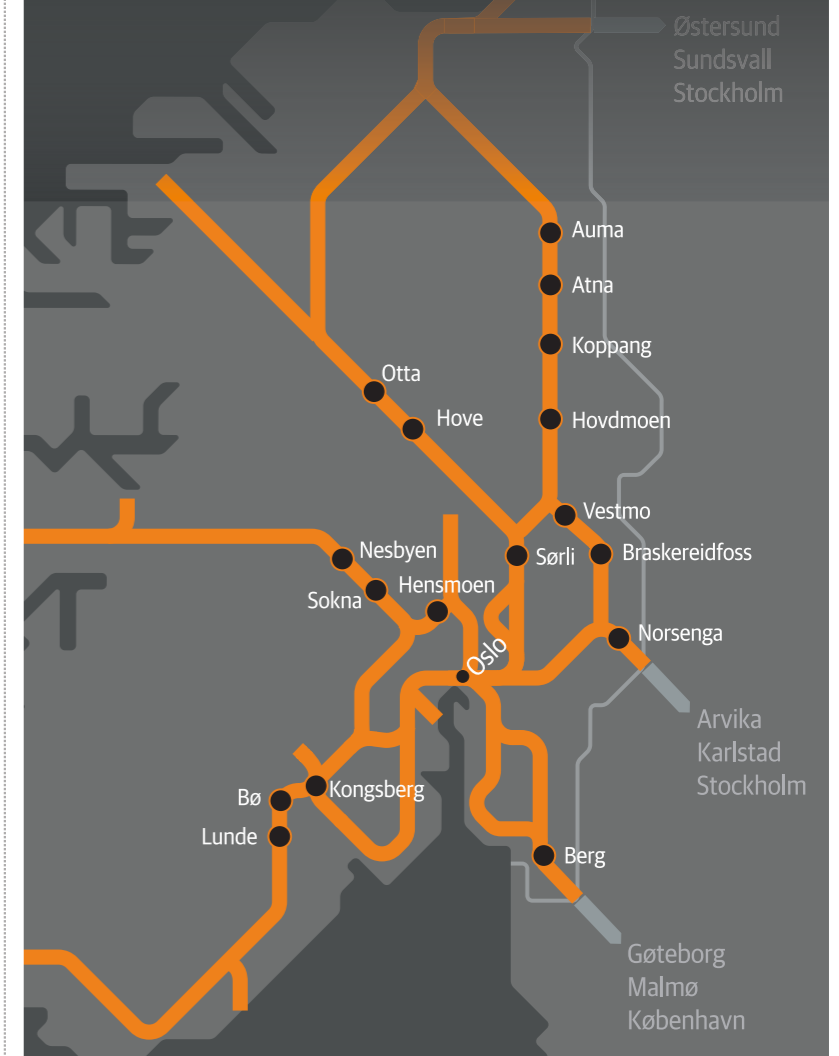 Østersund
Sundsvall
Stockholm
Auma
Atna
Koppang
Otta
Hove
Hovdmoen
Vestmo
Nesbyen
Sørli
Braskereidfoss
Sokna
Hensmoen
Norsenga
Oslo
Arvika
Karlstad
Stockholm
Bø
Kongsberg
Lunde
Berg
Gøteborg
Malmø
København